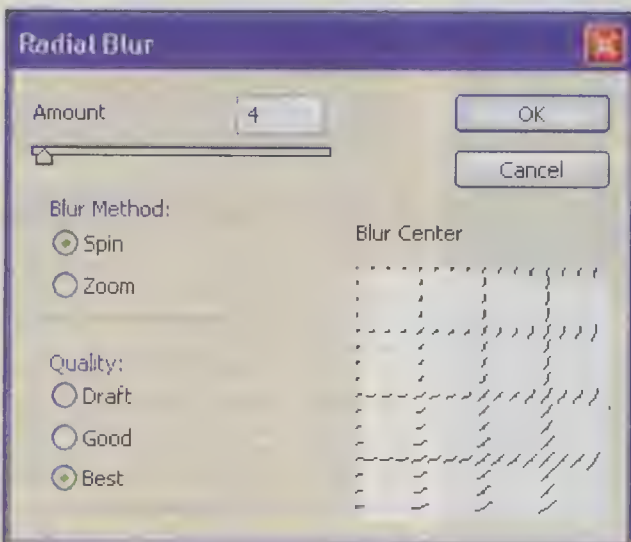 Radial Blur
Amount 4
OK
Cancel
Blur Method:
Spin
Zoom
Blur Center
Quality:
Draft
Good
Best